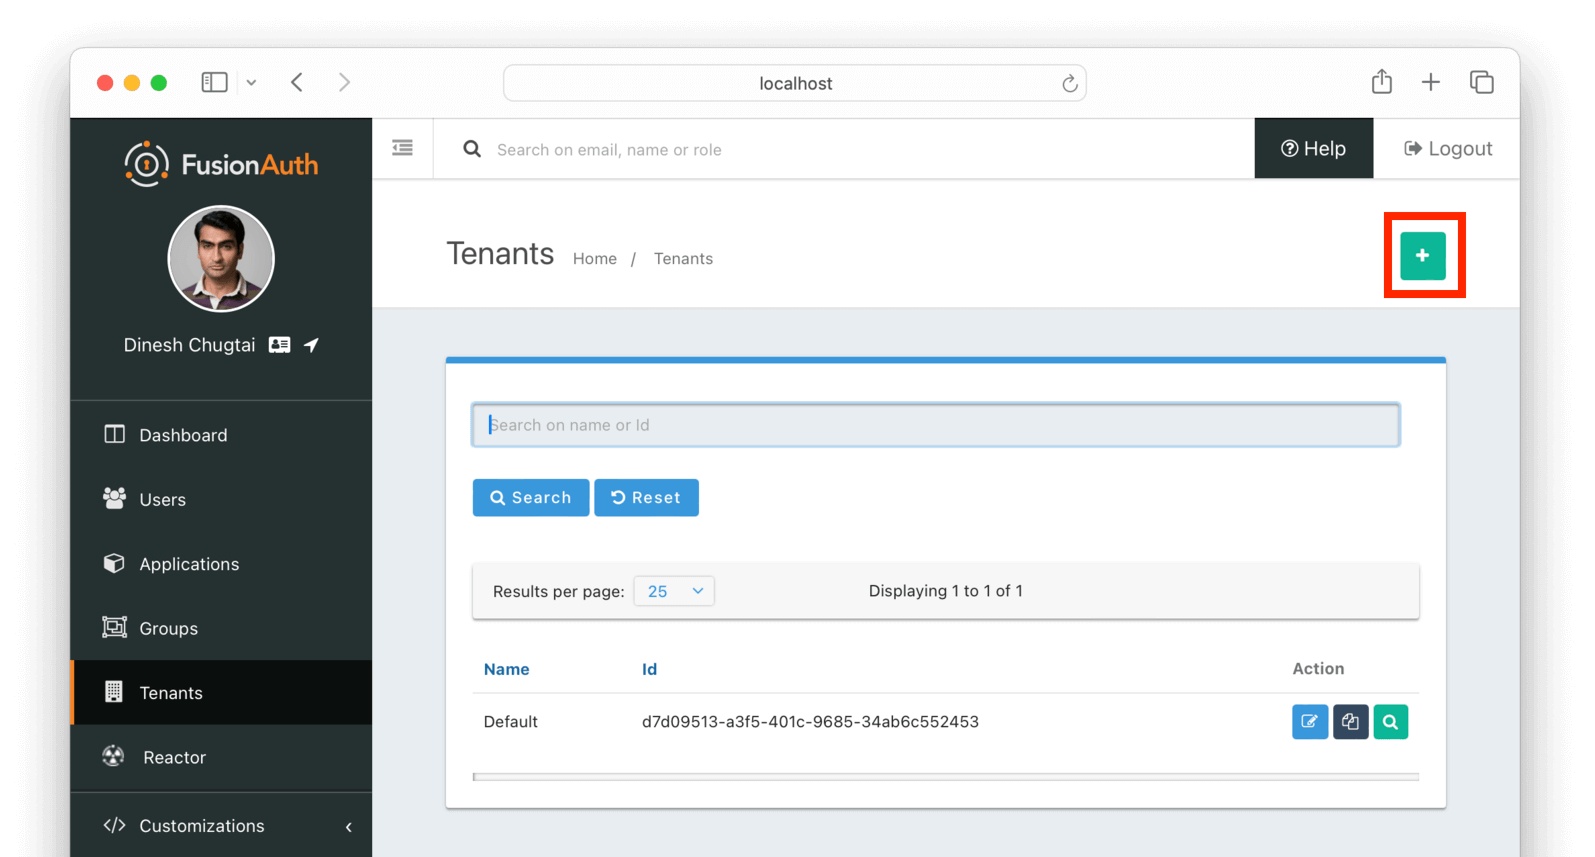 localhost
FusionAuth
Search on email, name or role
Help
Logout
Dinesh Chugtai
Tenants
Home / Tenants
Dashboard
Users
Applications
Groups
Tenants
Reactor
Customizations
Search on name or Id
Search
Reset
Results per page: 25
Displaying 1 to 1 of 1
Name Id Action
Default d7d09513-a3f5-401c-9685-34ab6c552453